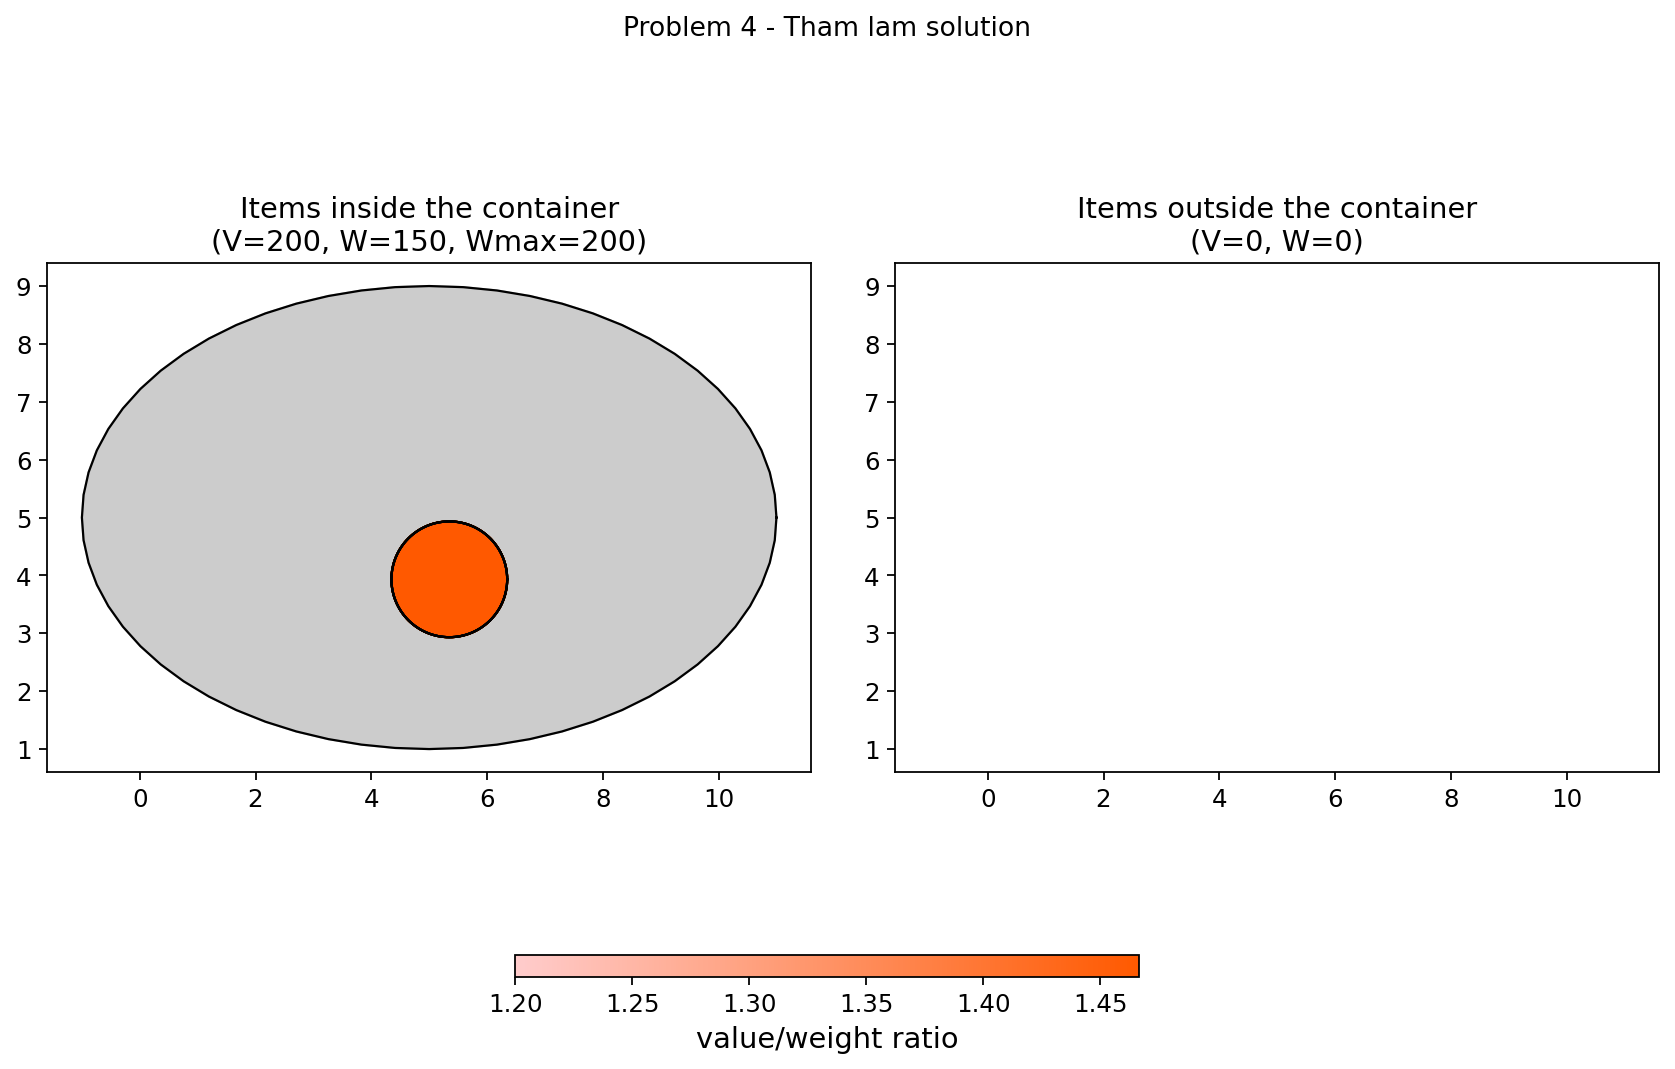 Problem 4 - Tham lam solution
Items inside the container
(V=200, W=150, Wmax=200)
9
8
7
6
5
4
3
2
1
0 2 4 6 8 10
Items outside the container
(V=0, W=0)
9
8
7
6
5
4
3
2
1
0 2 4 6 8 10
1.20 1.25 1.30 1.35 1.40 1.45
value/weight ratio